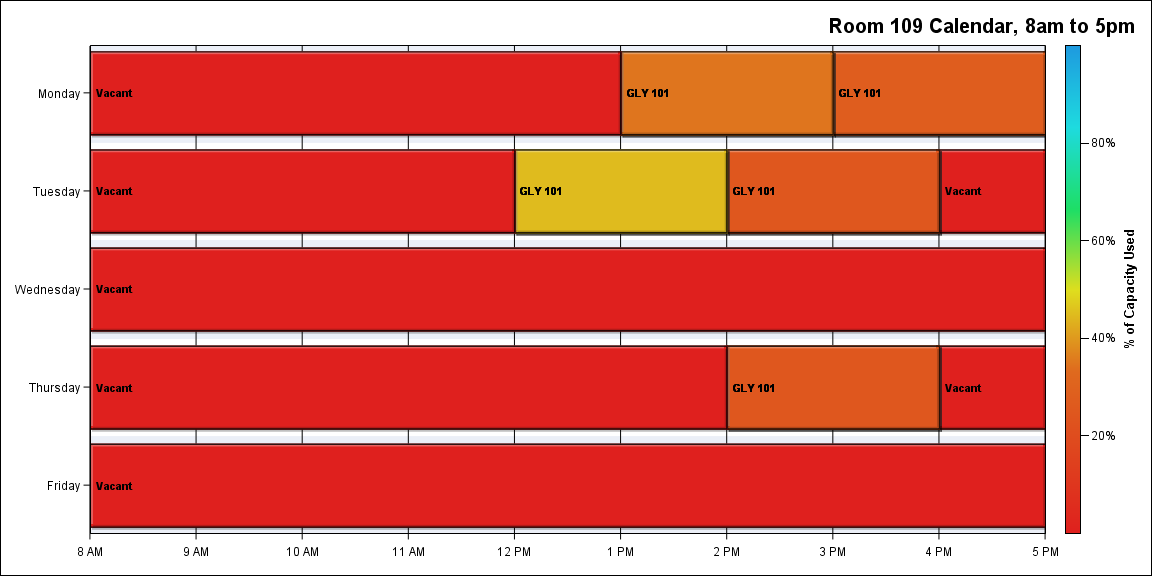 Room 109 Calendar, 8am to 5pm
Monday
Vacant
GLY 101
GLY 101
Tuesday
Vacant
GLY 101
GLY 101
Vacant
Wednesday
Vacant
Thursday
Vacant
GLY 101
Vacant
Friday
Vacant
8 AM
9 AM
10 AM
11 AM
12 PM
1 PM
2 PM
3 PM
4 PM
5 PM
80%
60%
40%
20%
% of Capacity Used